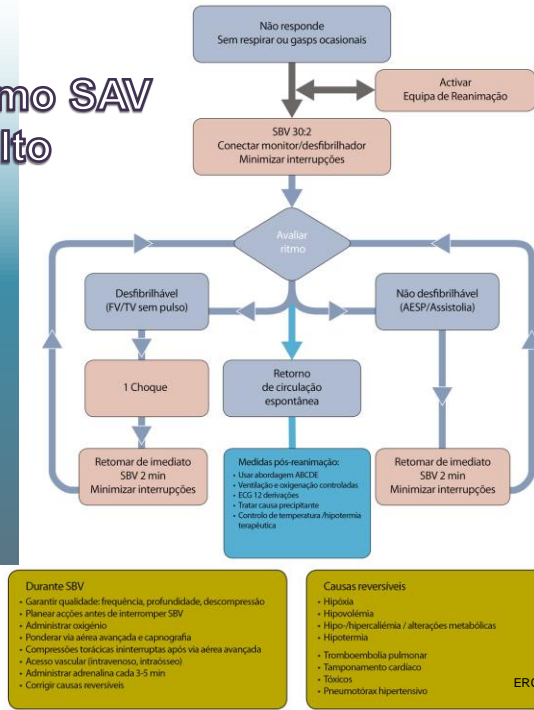 mo SAV
lto
Não responde
Sem respirar ou gasps ocasionais
Activar
Equipa de Reanimação
SBV 30:2
Conectar monitor/desfibrilhador
Minimizar interrupções
Avaliar
ritmo
Desfibrilhável
(FV/TV sem pulso)
Não desfibrilhável
(AESP/Assistolia)
1 Choque
Retorno
de circulação
espontânea
Retomar de imediato
SBV 2 min
Minimizar interrupções
Medidas pós-reanimação:
• Usar abordagem ABCDE
• Ventilação e oxigenação controladas
• ECG 12 derivações
• Tratar causa precipitante
• Controlo de temperatura /hipotermia
terapêutica
Retomar de imediato
SBV 2 min
Minimizar interrupções
Durante SBV
• Garantir qualidade: frequência, profundidade, descompressão
• Planear acções antes de interromper SBV
• Administrar oxigénio
• Ponderar via aérea avançada e capnografia
• Compressões torácicas ininterruptas após via aérea avançada
• Acesso vascular (intravenoso, intraósseo)
• Administrar adrenalina cada 3-5 min
• Corrigir causas reversíveis
Causas reversíveis
• Hipóxia
• Hipovolémia
• Hipo-/hipercaliémia / alterações metabólicas
• Hipotermia
• Tromboembolia pulmonar
• Tamponamento cardíaco
• Tóxicos
• Pneumotórax hipertensivo
ERC